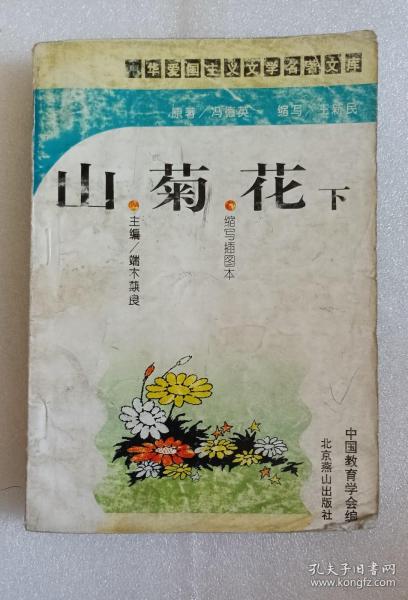 中华爱国主义文学名著文库
原著/冯德英 缩写/王新民
山菊花 下
缩写插图本
主编/端木蕻良
中国教育学会编
北京燕山出版社
孔夫子旧书网
www.kongfz.com